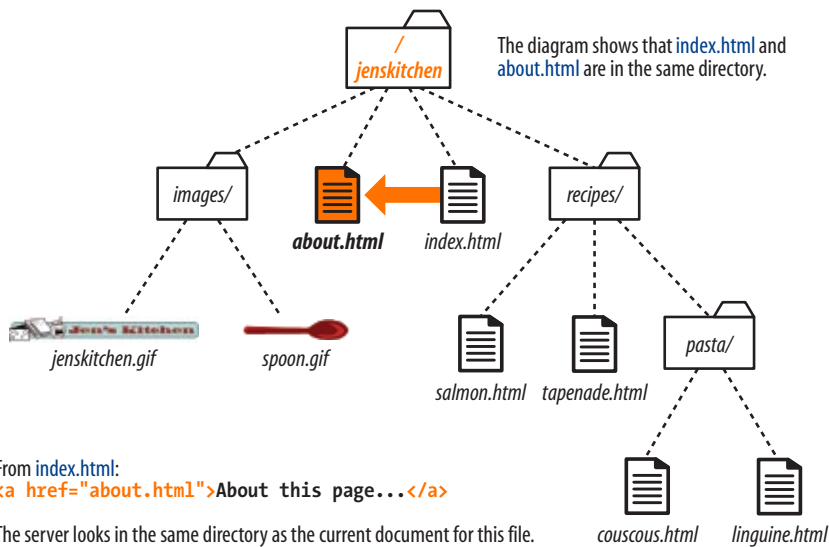 /
jenskitchen
The diagram shows that index.html and
about.html are in the same directory.
images/
about.html
index.html
recipes/
Jen's Kitchen
jenskitchen.gif
spoon.gif
salmon.html
tapenade.html
pasta/
From index.html:
<a href="about.html">About this page...</a>
The server looks in the same directory as the current document for this file.
couscous.html
linguine.html